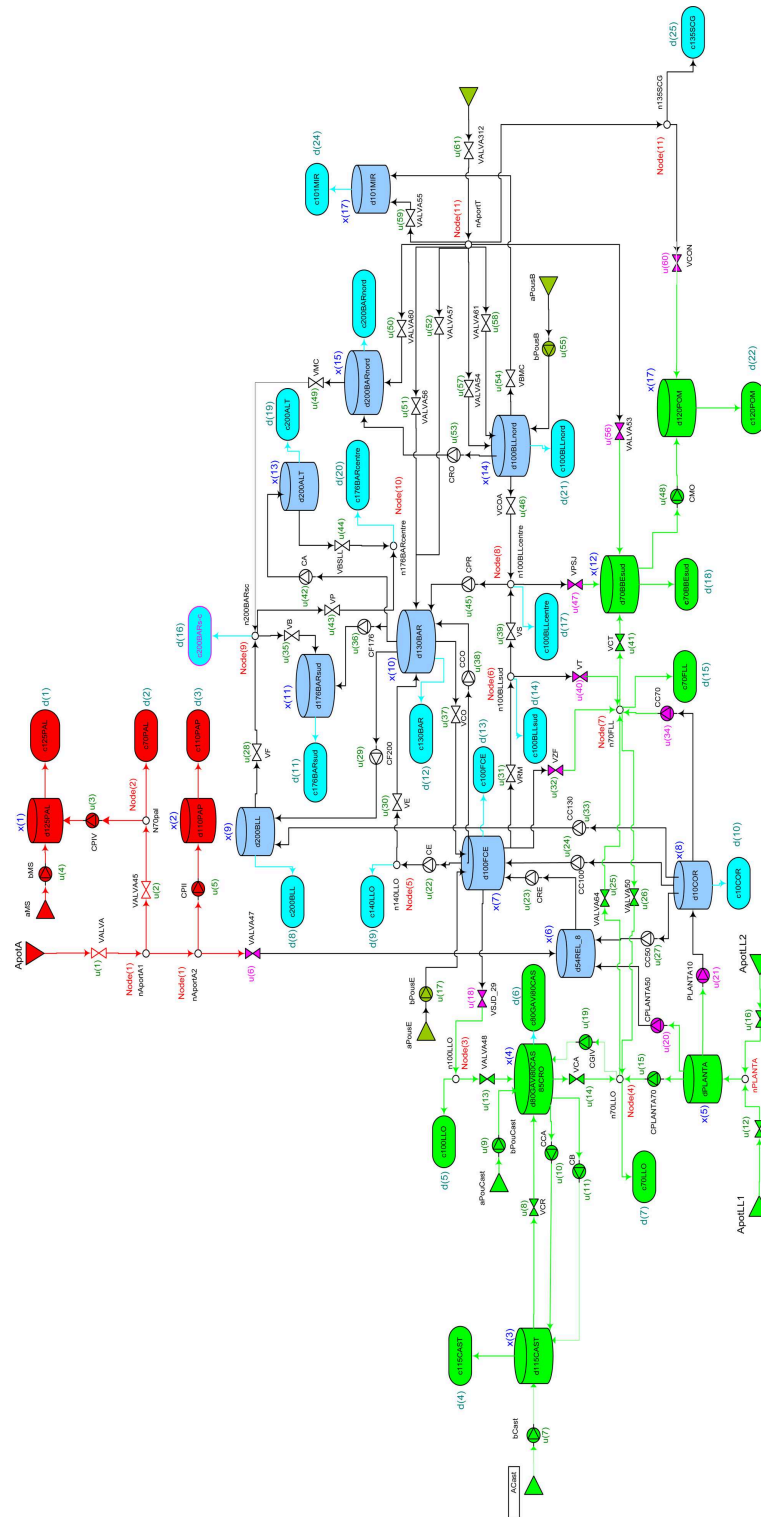 d(25)
c135SCG
n135SCG
Node(11)
u(60)
VCON
x(17)
d120POM
d(22)
c120POM
u(48)
CMO
d(24)
c101MIR
x(17)
d101MIR
u(59)
VALVA55
u(61)
VALVA312
Node(11)
nAportT
c200BARnord
x(15)
d200BARnord
u(50)
VALVA60
u(52)
VALVA57
u(58)
VALVA61
aPousB
bPousB
u(55)
VMC
u(49)
u(51)
VALVA56
u(57)
VALVA54
u(54)
VBMC
u(56)
VALVA53
d(19)
c200ALT
x(13)
d200ALT
u(53)
CRO
x(14)
d100BLLnord
c100BLLnord
d(21)
d(20)
c176BARcentre
Node(10)
n176BARcentre
u(44)
VBSLL
VCOA
u(46)
CA
u(42)
VP
u(43)
CPR
u(45)
Node(8)
n100BLLcentre
VPSJ
u(47)
x(12)
d70BBEsud
c70BBEsud
d(18)
d(16)
c200BARs-c
n200BARsc
Node(9)
VB
u(35)
u(36)
CF176
x(10)
d130BAR
u(39)
VS
c100BLLcentre
d(17)
VCT
u(41)
x(11)
d176BARsud
c176BARsud
d(11)
c130BAR
d(12)
u(37)
VCO
CCO
u(38)
Node(6)
n100BLLsud
d(14)
c100BLLsud
u(40)
VT
c70FLL
d(15)
Node(7)
n70FLL
CC70
u(34)
u(28)
VF
u(29)
CF200
u(30)
VE
d(13)
c100FCE
u(31)
VRM
u(32)
VZF
d(1)
c125PAL
d(2)
c70PAL
d(3)
c110PAP
x(1)
d125PAL
u(3)
CPIV
Node(2)
N70pal
x(2)
d110PAP
bMS
u(4)
aMS
u(2)
VALVA45
CPII
u(5)
ApotA
VALVA
u(1)
Node(1)
nAportA1
Node(1)
nAportA2
VALVA47
u(6)
x(9)
d200BLL
c200BLL
d(8)
n140LLO
Node(5)
c140LLO
d(9)
CE
u(22)
d100FCE
x(7)
CC130
u(33)
CC100
u(24)
CRE
u(23)
VALVA64
u(25)
VALVA50
u(26)
x(8)
d10COR
d(10)
c10COR
x(6)
d54REL_8
CC50
u(27)
bPousE
u(17)
aPousE
u(18)
VSJD_29
d(6)
c80GAVi80CAS
CPLANTA50
u(20)
PLANTA10
u(21)
ApotLL2
u(16)
n100LLO
Node(3)
VALVA48
u(13)
x(4)
d80GAVi80CAS
85CRO
u(19)
CGIV
VCA
u(14)
n70LLO
Node(4)
u(15)
CPLANTA70
dPLANTA
x(5)
nPLANTA
u(12)
c100LLO
d(5)
u(9)
bPouCast
aPouCast
CCA
u(10)
CB
u(11)
c70LLO
d(7)
ApotLL1
u(8)
VCR
x(3)
d115CAST
c115CAST
d(4)
bCast
u(7)
ACast